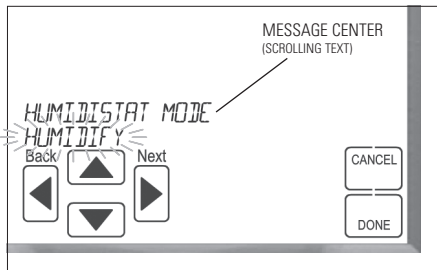 MESSAGE CENTER
(SCROLLING TEXT)
HUMIDISTAT MODE
HUMIDIFY
Back
Next
CANCEL
DONE